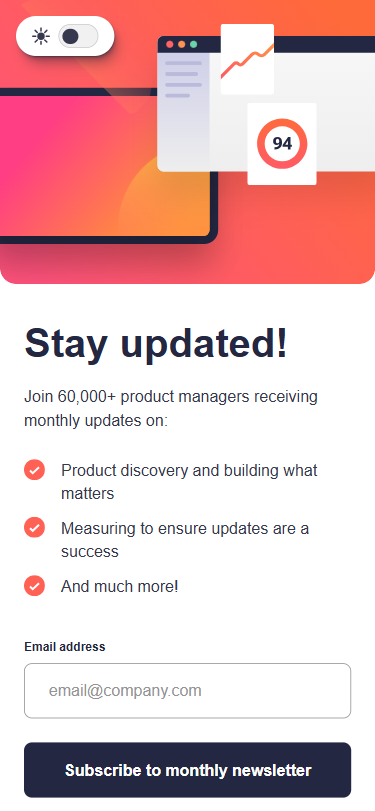 94
Stay updated!
Join 60,000+ product managers receiving
monthly updates on:
Product discovery and building what
matters
Measuring to ensure updates are a
success
And much more!
Email address
email@company.com
Subscribe to monthly newsletter